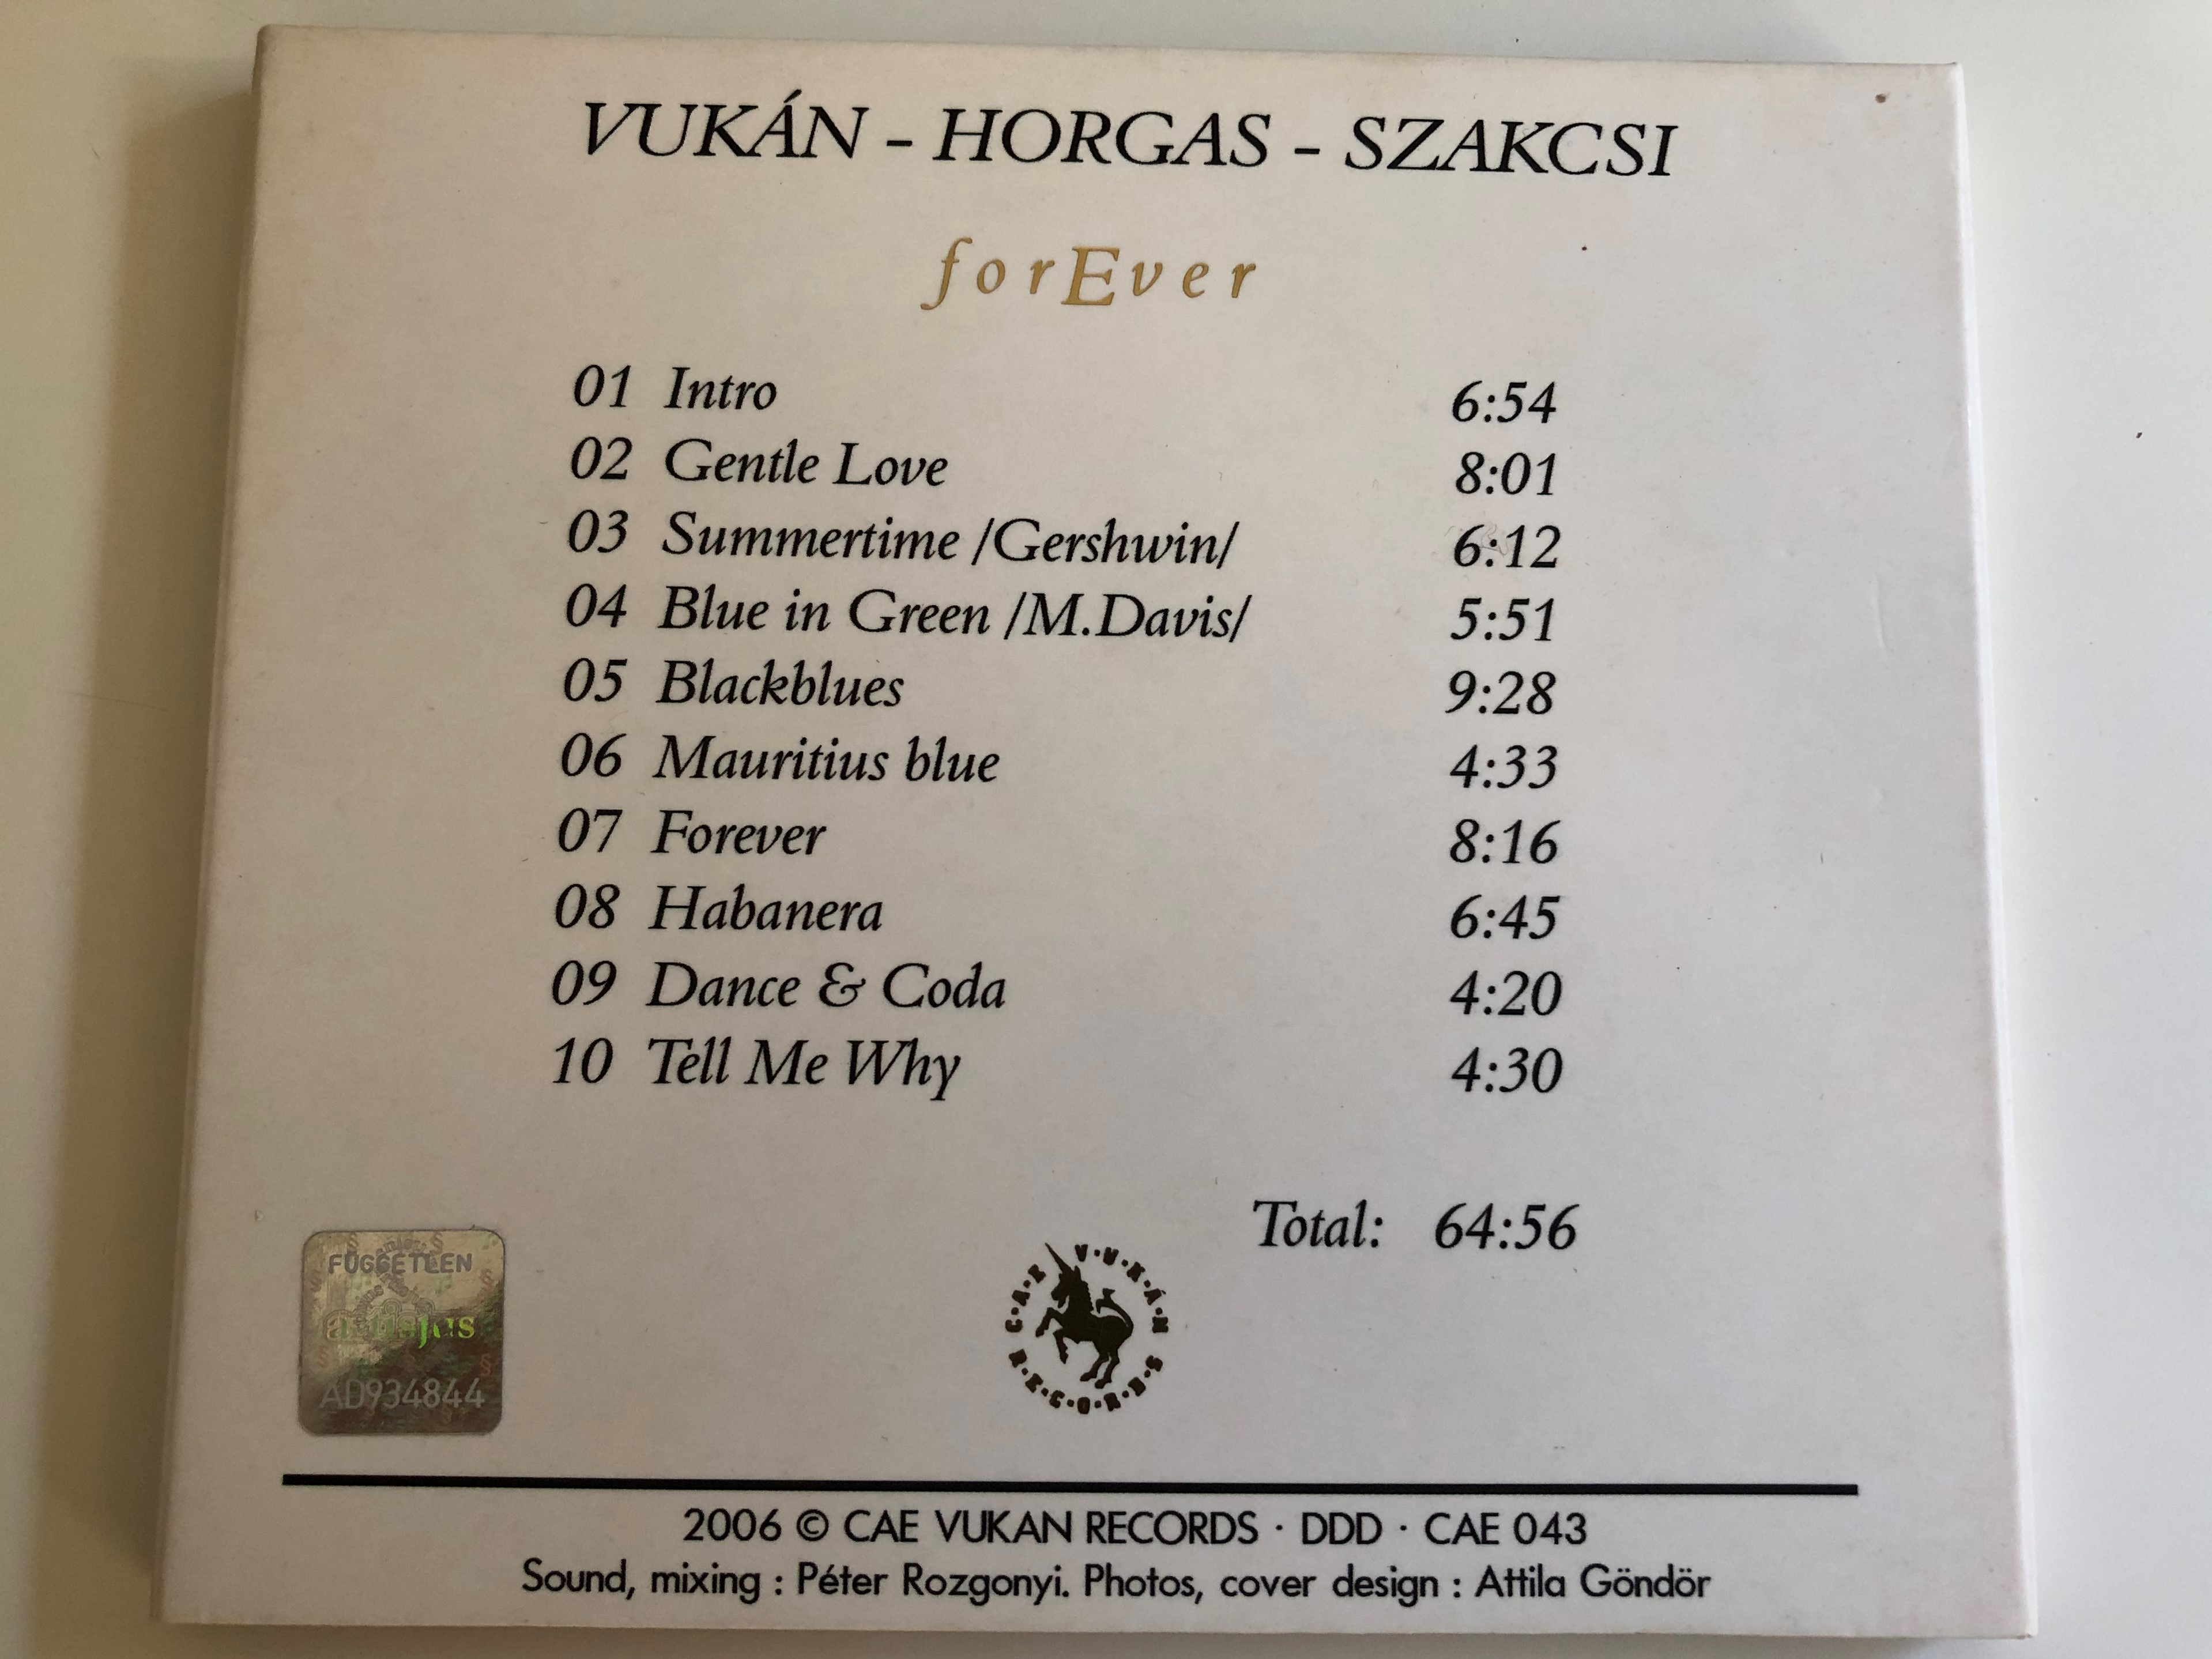 VUKÁN - HORGAS - SZAKCSI
forEver
01 Intro 6:54
02 Gentle Love 8:01
03 Summertime /Gershwin/ 6:12
04 Blue in Green /M.Davis/ 5:51
05 Blackblues 9:28
06 Mauritius blue 4:33
07 Forever 8:16
08 Habanera 6:45
09 Dance & Coda 4:20
10 Tell Me Why 4:30
Total: 64:56
FÜGGETLEN
artisjus
AD934844
C·A·E V·U·K·Á·N R·E·C·O·R·D·S
2006 © CAE VUKAN RECORDS · DDD · CAE 043
Sound, mixing : Péter Rozgonyi. Photos, cover design : Attila Göndör